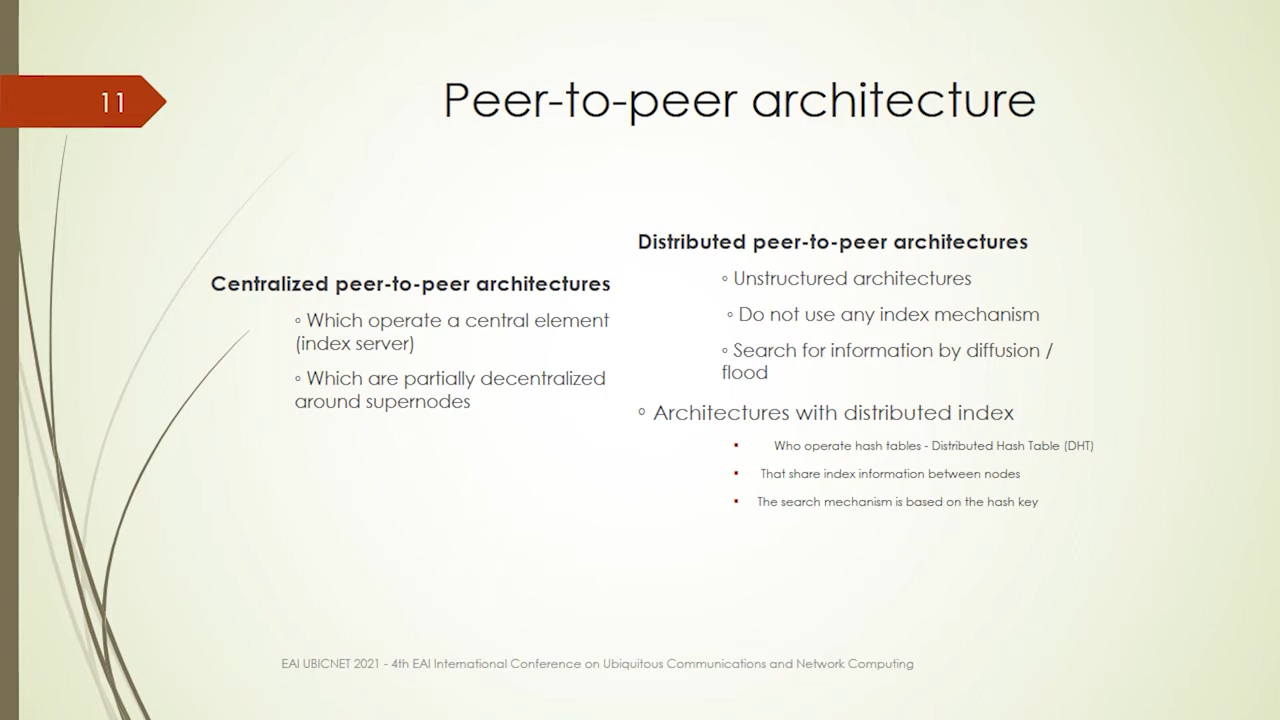 11
Peer-to-peer architecture
Centralized peer-to-peer architectures
◦ Which operate a central element
(index server)
◦ Which are partially decentralized
around supernodes
Distributed peer-to-peer architectures
◦ Unstructured architectures
◦ Do not use any index mechanism
◦ Search for information by diffusion /
flood
◦ Architectures with distributed index
▪ Who operate hash tables - Distributed Hash Table (DHT)
▪ That share index information between nodes
▪ The search mechanism is based on the hash key
EAI UBICNET 2021 - 4th EAI International Conference on Ubiquitous Communications and Network Computing